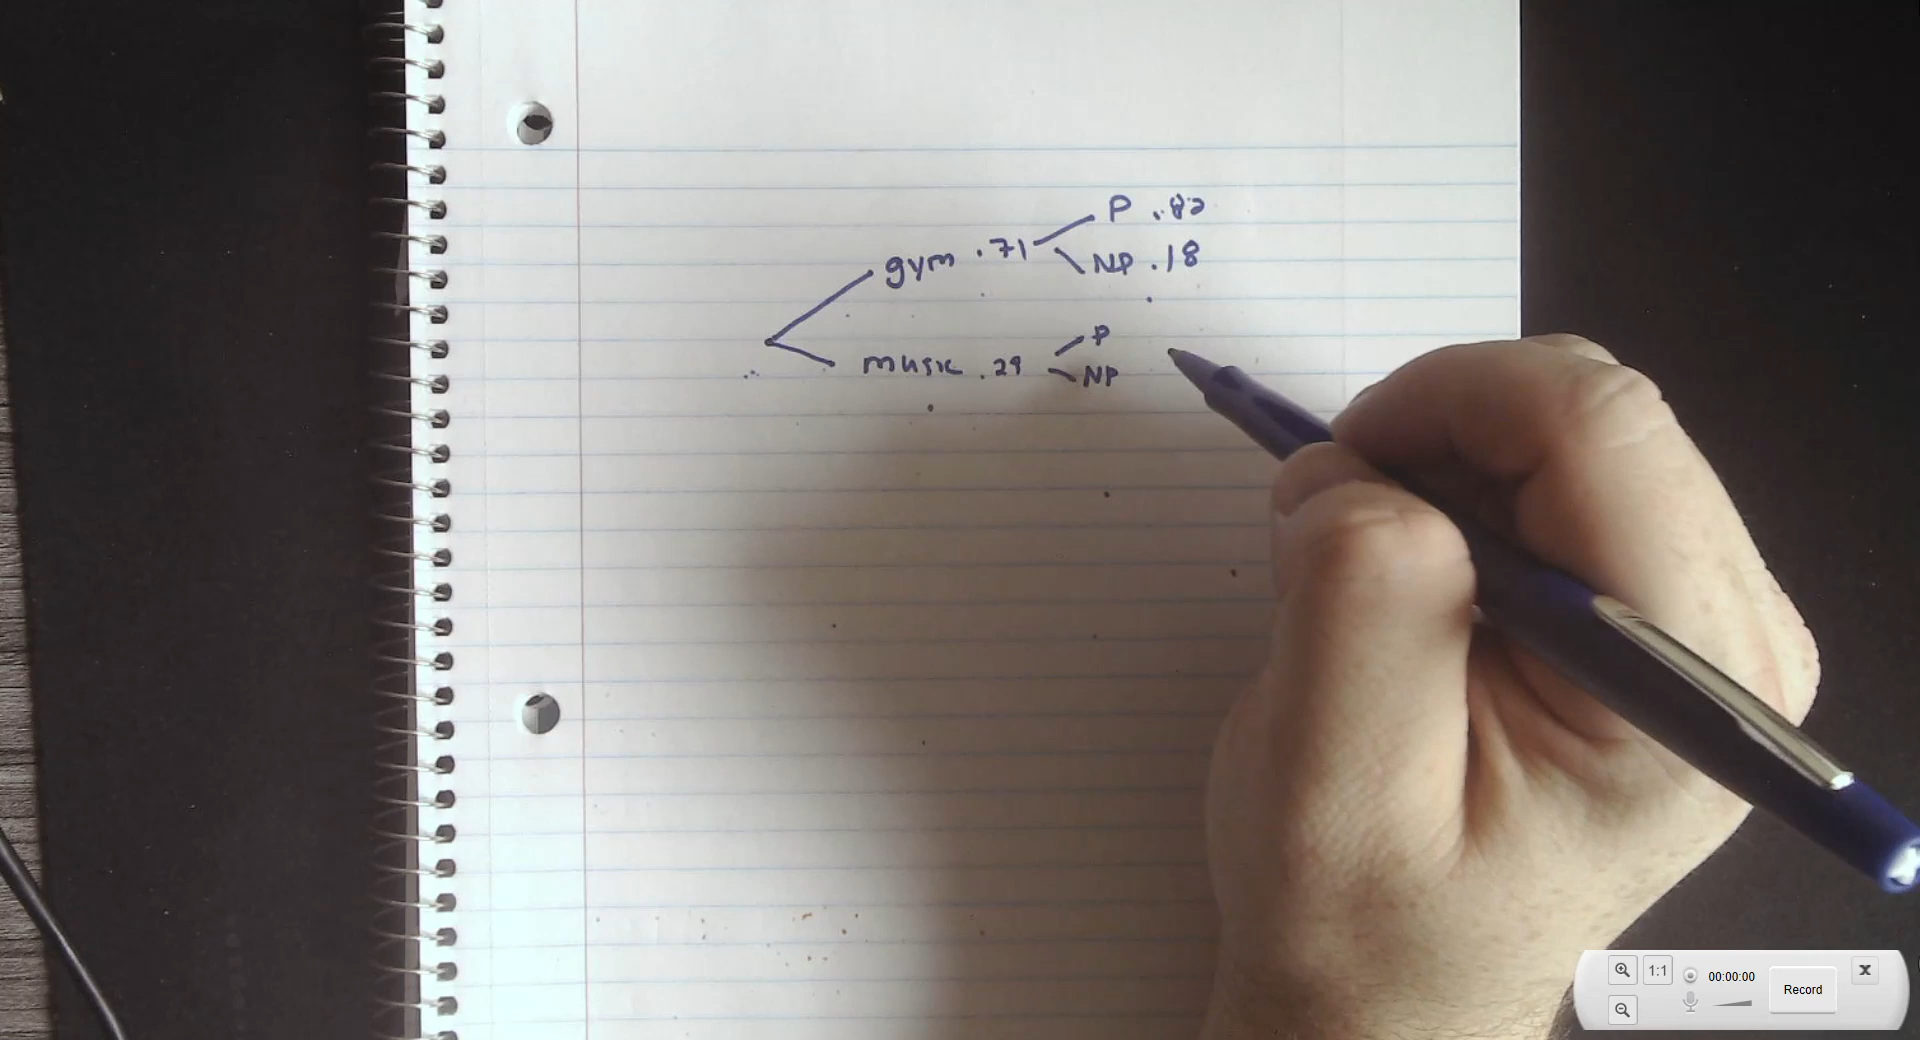 P .82
gym .71
NP .18
P
music .29
NP
1:1
00:00:00
Record
X